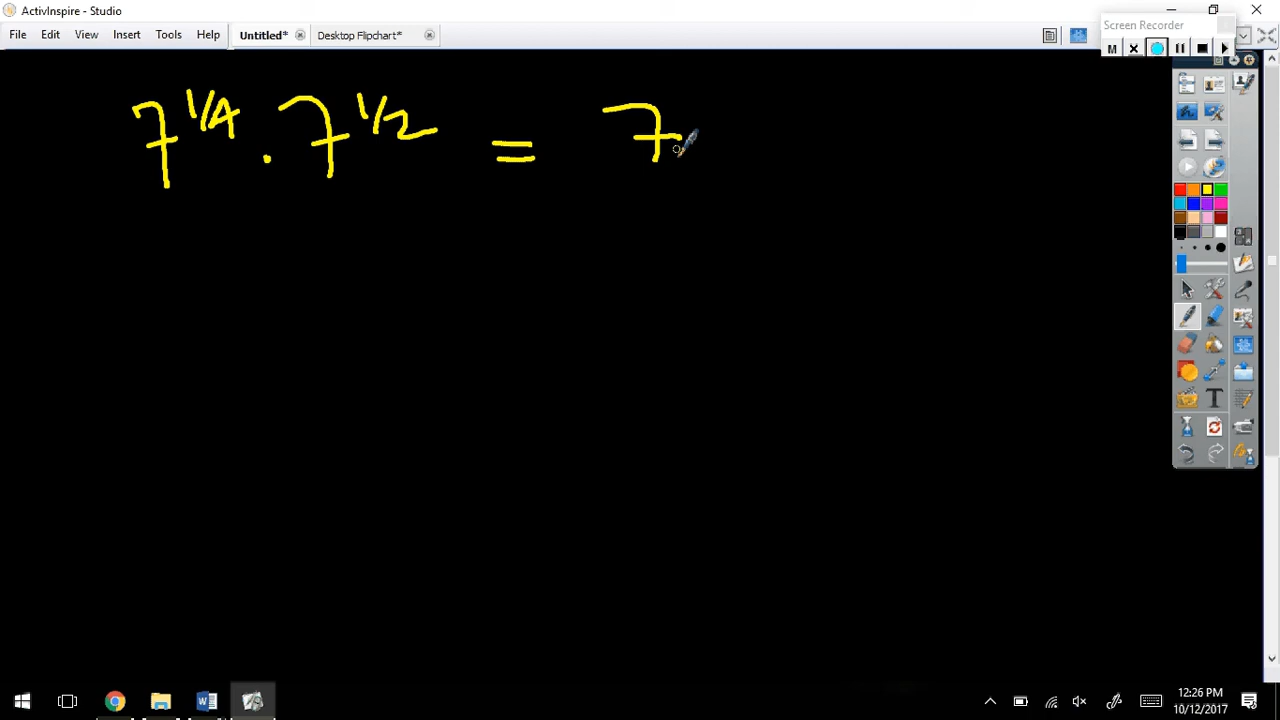 ActivInspire - Studio
Screen Recorder
File Edit View Insert Tools Help Untitled* Desktop Flipchart*
M
7^1/4 · 7^1/2 = 7
T
12:26 PM
10/12/2017